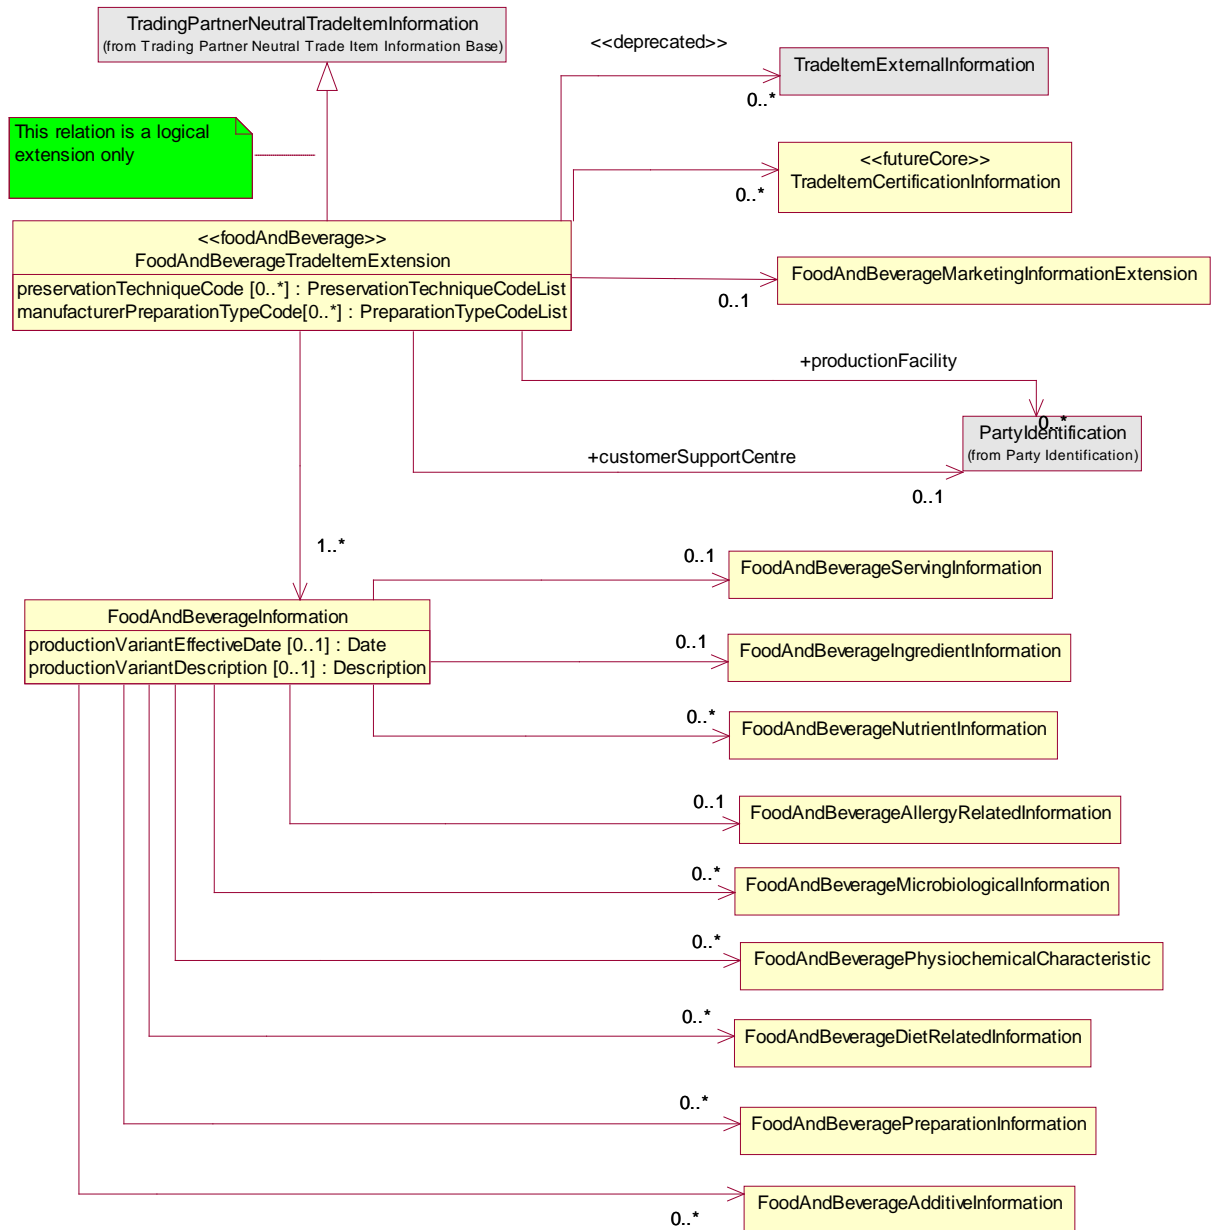 TradingPartnerNeutralTradeItemInformation
(from Trading Partner Neutral Trade Item Information Base)
<<deprecated>>
TradeItemExternalInformation
0..*
This relation is a logical
extension only
<<futureCore>>
TradeItemCertificationInformation
0..*
<<foodAndBeverage>>
FoodAndBeverageTradeItemExtension
preservationTechniqueCode [0..*] : PreservationTechniqueCodeList
manufacturerPreparationTypeCode[0..*] : PreparationTypeCodeList
FoodAndBeverageMarketingInformationExtension
0..1
+productionFacility
0..*
PartyIdentification
(from Party Identification)
+customerSupportCentre
0..1
1..*
0..1
FoodAndBeverageServingInformation
FoodAndBeverageInformation
productionVariantEffectiveDate [0..1] : Date
productionVariantDescription [0..1] : Description
0..1
FoodAndBeverageIngredientInformation
0..*
FoodAndBeverageNutrientInformation
0..1
FoodAndBeverageAllergyRelatedInformation
0..*
FoodAndBeverageMicrobiologicalInformation
0..*
FoodAndBeveragePhysiochemicalCharacteristic
0..*
FoodAndBeverageDietRelatedInformation
0..*
FoodAndBeveragePreparationInformation
FoodAndBeverageAdditiveInformation
0..*